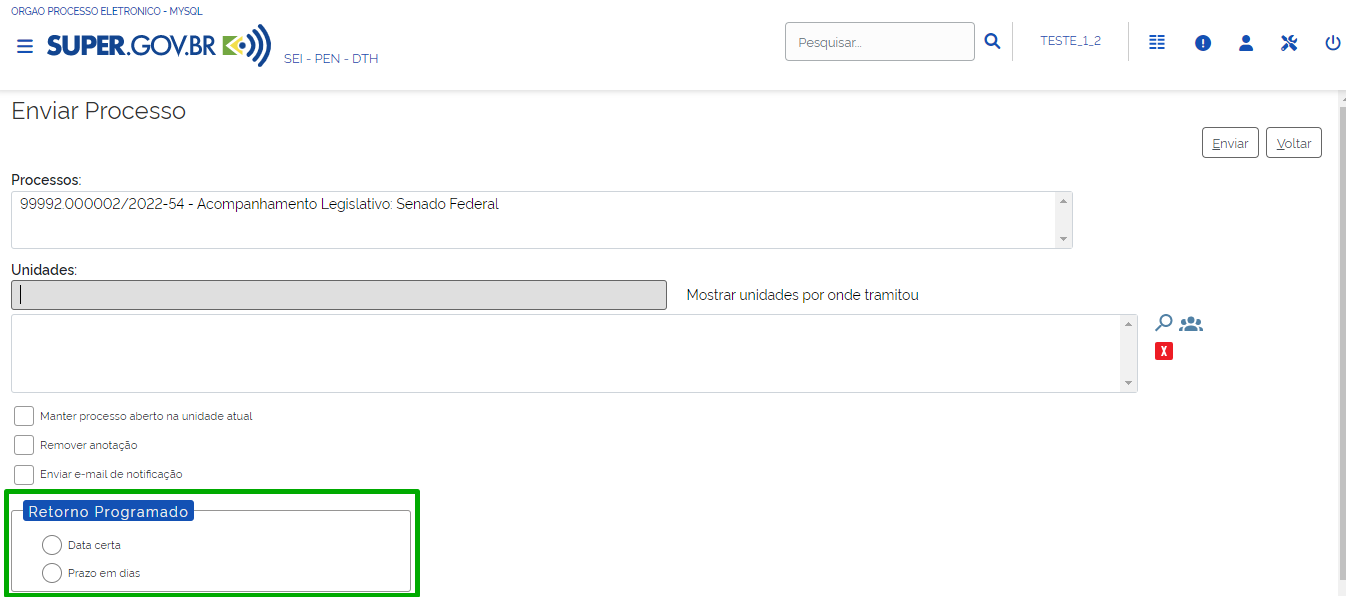 ORGAO PROCESSO ELETRONICO - MYSQL
SUPER.GOV.BR
SEI - PEN - DTH
Pesquisar...
TESTE_1_2
Enviar Processo
Enviar
Voltar
Processos:
99992.000002/2022-54 - Acompanhamento Legislativo: Senado Federal
Unidades:
Mostrar unidades por onde tramitou
X
Manter processo aberto na unidade atual
Remover anotação
Enviar e-mail de notificação
Retorno Programado
Data certa
Prazo em dias